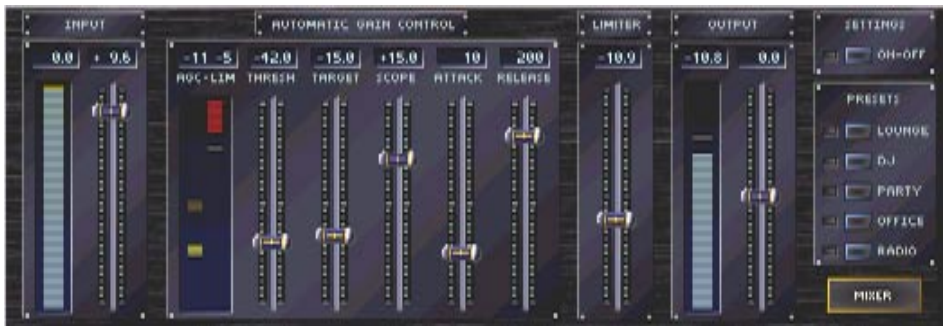 INPUT
0.0 + 9.6
AUTOMATIC GAIN CONTROL
-11 -5 -42.0 -15.0 +15.0 10 200
AGC-LIM THRESH TARGET SCOPE ATTACK RELEASE
LIMITER
-10.9
OUTPUT
-10.8 0.0
SETTINGS
ON-OFF
PRESETS
LOUNGE
DJ
PARTY
OFFICE
RADIO
MIXER